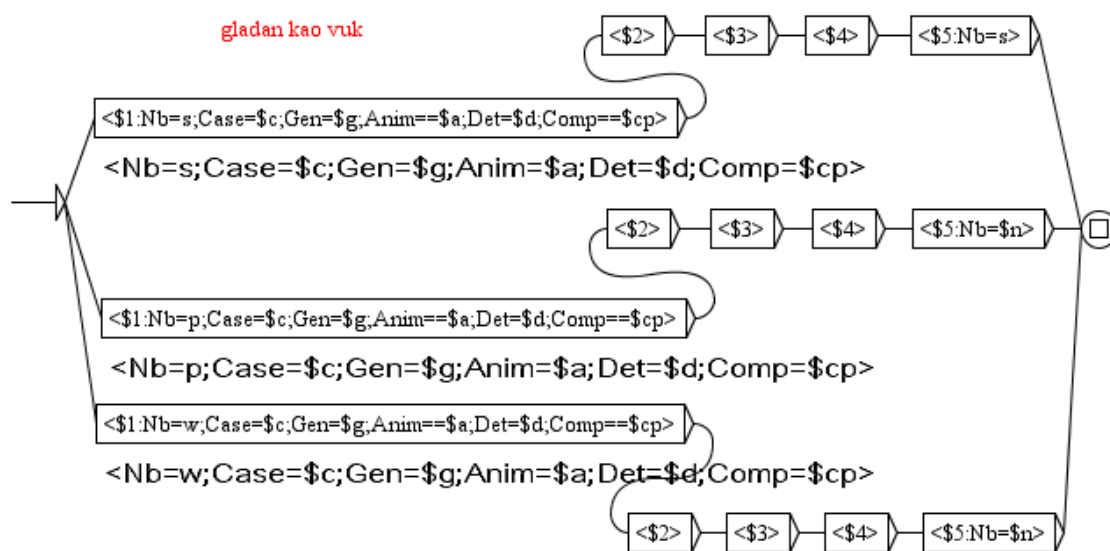 gladan kao vuk
<$2> <$3> <$4> <$5:Nb=s>
<$1:Nb=s;Case=$c;Gen=$g;Anim==$a;Det=$d;Comp==$cp>
<Nb=s;Case=$c;Gen=$g;Anim=$a;Det=$d;Comp=$cp>
<$2> <$3> <$4> <$5:Nb=$n>
<$1:Nb=p;Case=$c;Gen=$g;Anim==$a;Det=$d;Comp==$cp>
<Nb=p;Case=$c;Gen=$g;Anim=$a;Det=$d;Comp=$cp>
<$1:Nb=w;Case=$c;Gen=$g;Anim==$a;Det=$d;Comp==$cp>
<Nb=w;Case=$c;Gen=$g;Anim=$a;Det=$d;Comp=$cp>
<$2> <$3> <$4> <$5:Nb=$n>